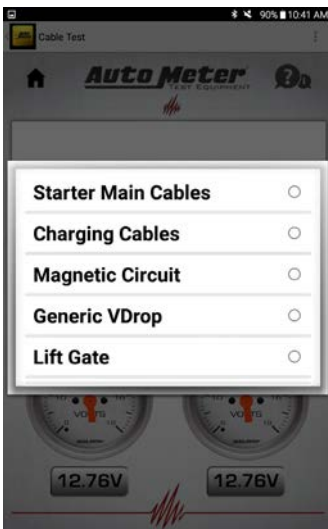 90% 10:41 AM
Cable Test
Auto Meter
TEST EQUIPMENT
Starter Main Cables
Charging Cables
Magnetic Circuit
Generic VDrop
Lift Gate
VOLTS
VOLTS
12.76V
12.76V